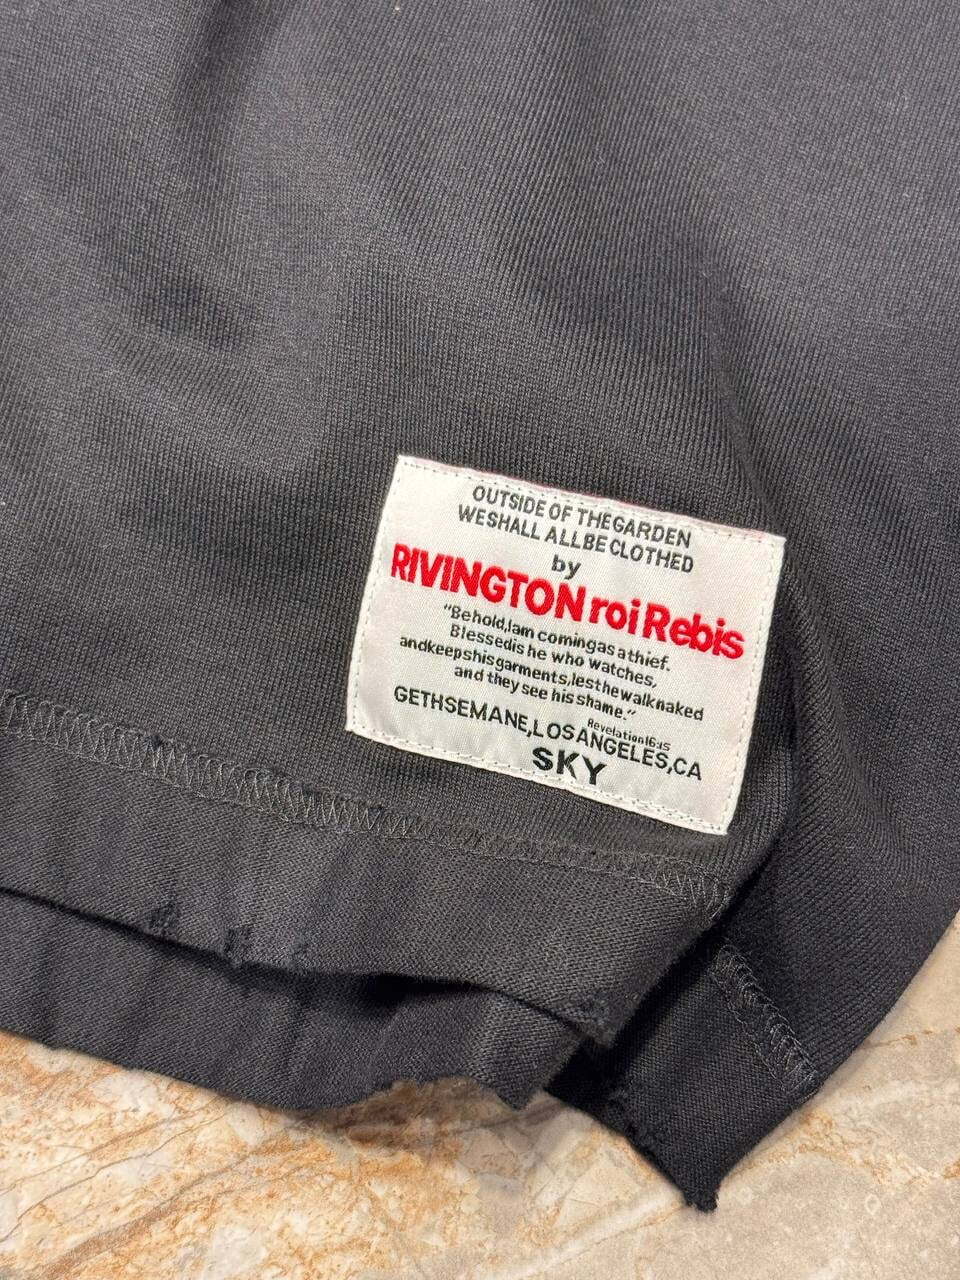 OUTSIDE OF THE GARDEN
WE SHALL ALL BE CLOTHED
by
RIVINGTON roi Rebis
"Behold, I am coming as a thief.
Blessed is he who watches,
and keeps his garments, lest he walk naked
and they see his shame."
Revelation 16:15
GETHSEMANE, LOS ANGELES, CA
SKY